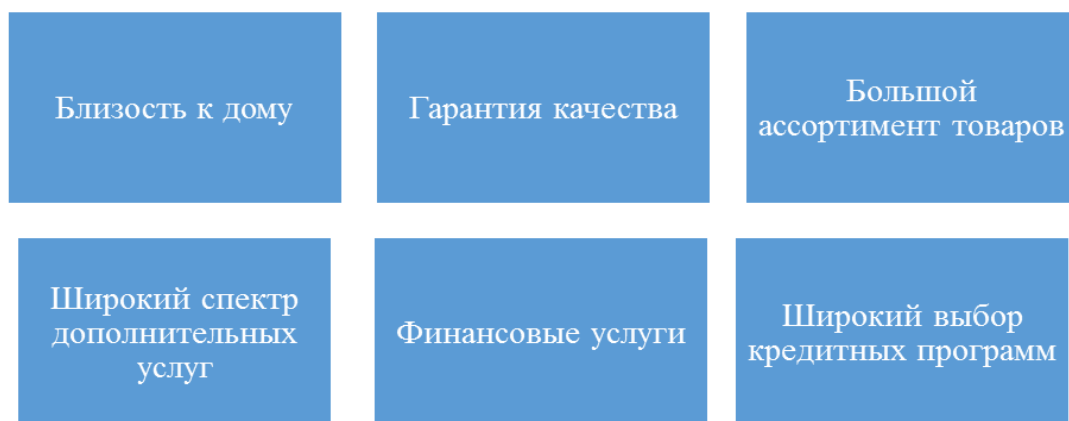 Близость к дому
Гарантия качества
Большой
ассортимент товаров
Широкий спектр
дополнительных
услуг
Финансовые услуги
Широкий выбор
кредитных программ